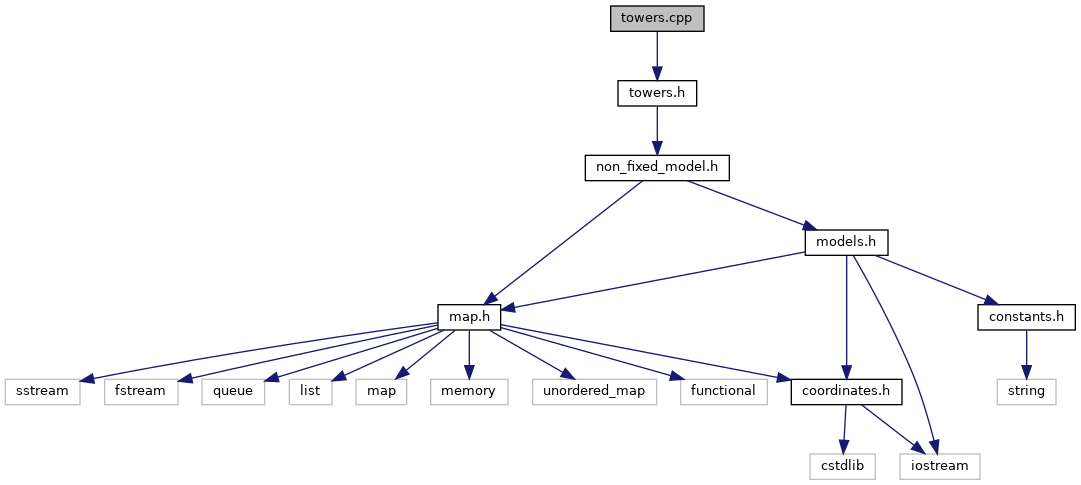 towers.cpp
towers.h
non_fixed_model.h
models.h
map.h
constants.h
sstream
fstream
queue
list
map
memory
unordered_map
functional
coordinates.h
string
cstdlib
iostream